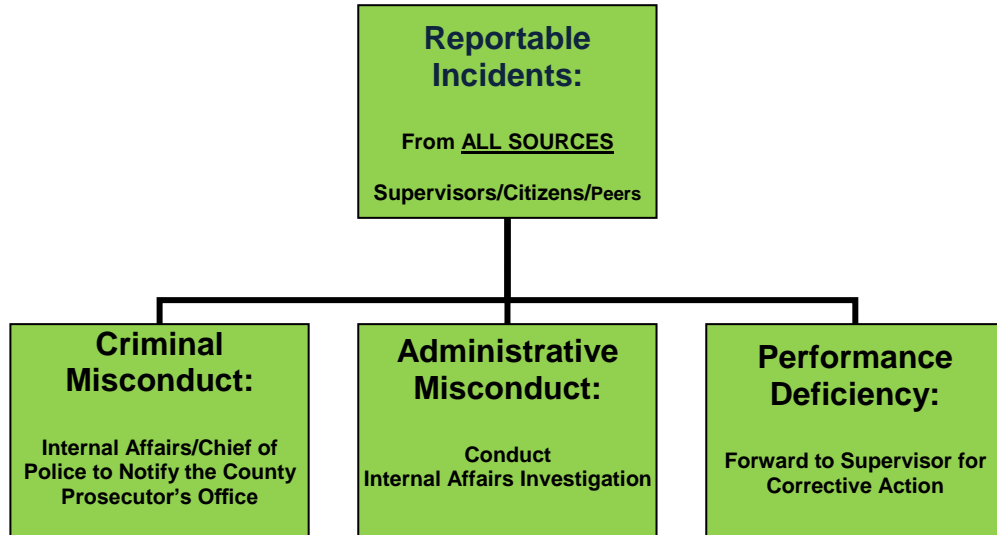 Reportable
Incidents:
From ALL SOURCES
Supervisors/Citizens/Peers
Criminal
Misconduct:
Internal Affairs/Chief of
Police to Notify the County
Prosecutor's Office
Administrative
Misconduct:
Conduct
Internal Affairs Investigation
Performance
Deficiency:
Forward to Supervisor for
Corrective Action